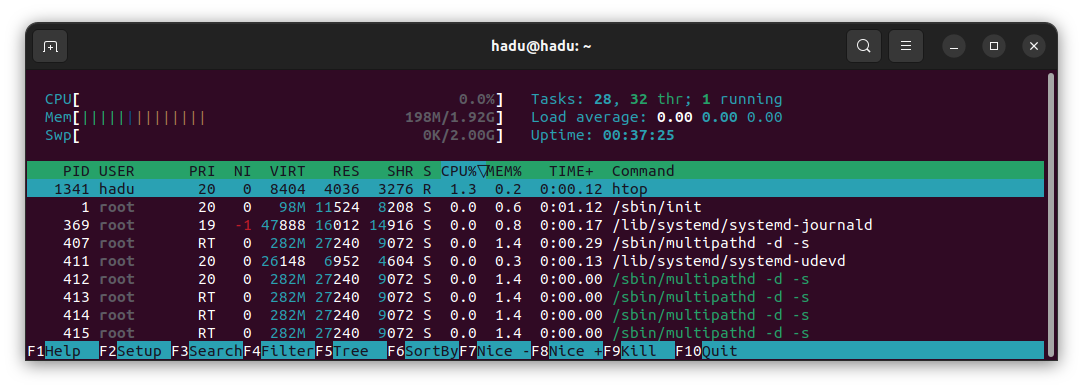 hadu@hadu: ~
CPU[ 0.0%] Tasks: 28, 32 thr; 1 running
Mem[||||||||||||||| 198M/1.92G] Load average: 0.00 0.00 0.00
Swp[ 0K/2.00G] Uptime: 00:37:25
PID USER PRI NI VIRT RES SHR S CPU%▽MEM% TIME+ Command
1341 hadu 20 0 8404 4036 3276 R 1.3 0.2 0:00.12 htop
1 root 20 0 98M 11524 8208 S 0.0 0.6 0:01.12 /sbin/init
369 root 19 -1 47888 16012 14916 S 0.0 0.8 0:00.17 /lib/systemd/systemd-journald
407 root RT 0 282M 27240 9072 S 0.0 1.4 0:00.29 /sbin/multipathd -d -s
411 root 20 0 26148 6952 4604 S 0.0 0.3 0:00.13 /lib/systemd/systemd-udevd
412 root 20 0 282M 27240 9072 S 0.0 1.4 0:00.00 /sbin/multipathd -d -s
413 root RT 0 282M 27240 9072 S 0.0 1.4 0:00.00 /sbin/multipathd -d -s
414 root RT 0 282M 27240 9072 S 0.0 1.4 0:00.00 /sbin/multipathd -d -s
415 root RT 0 282M 27240 9072 S 0.0 1.4 0:00.00 /sbin/multipathd -d -s
F1Help F2Setup F3SearchF4FilterF5Tree F6SortByF7Nice -F8Nice +F9Kill F10Quit